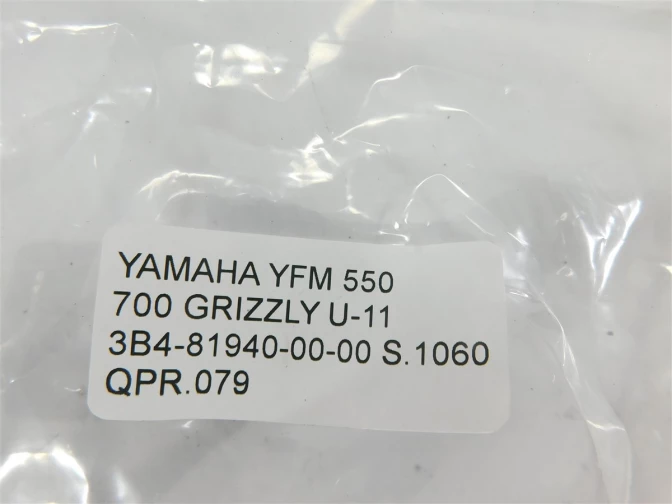 YAMAHA YFM 550
700 GRIZZLY U-11
3B4-81940-00-00 S.1060
QPR.079